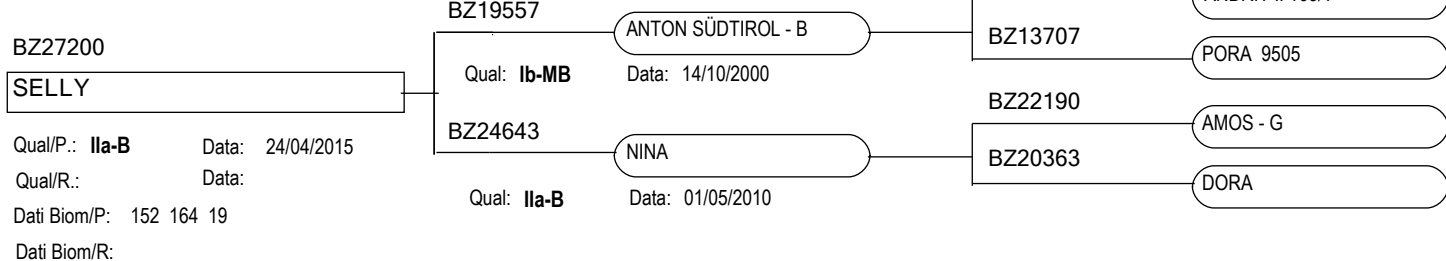 BZ19557
ANTON SÜDTIROL - B
BZ27200
BZ13707
PORA 9505
Qual: Ib-MB Data: 14/10/2000
SELLY
BZ22190
BZ24643
AMOS - G
Qual/P.: IIa-B Data: 24/04/2015
NINA
BZ20363
Qual/R.: Data:
DORA
Qual: IIa-B Data: 01/05/2010
Dati Biom/P: 152 164 19
Dati Biom/R: